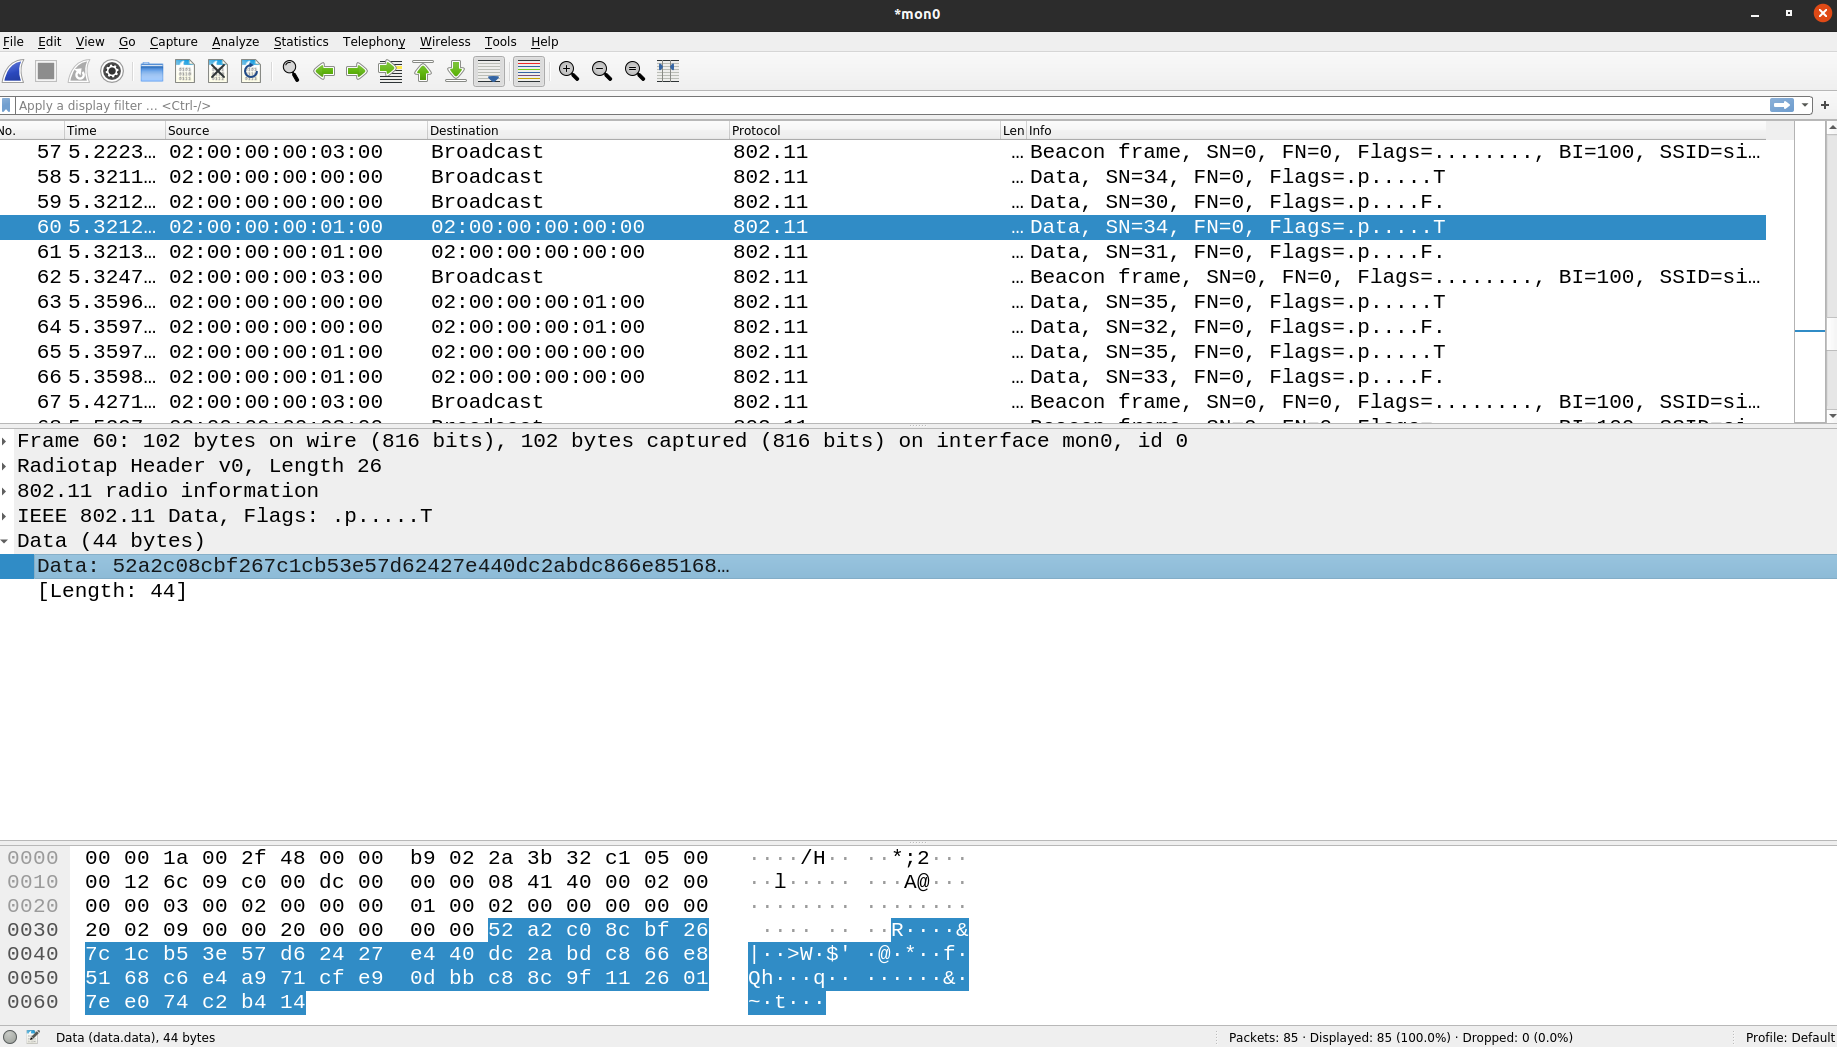 *mon0
File Edit View Go Capture Analyze Statistics Telephony Wireless Tools Help
Apply a display filter … <Ctrl-/>
No. Time Source Destination Protocol Len Info
57 5.2223… 02:00:00:00:03:00 Broadcast 802.11 … Beacon frame, SN=0, FN=0, Flags=........, BI=100, SSID=si…
58 5.3211… 02:00:00:00:00:00 Broadcast 802.11 … Data, SN=34, FN=0, Flags=.p.....T
59 5.3212… 02:00:00:00:00:00 Broadcast 802.11 … Data, SN=30, FN=0, Flags=.p....F.
60 5.3212… 02:00:00:00:01:00 02:00:00:00:00:00 802.11 … Data, SN=34, FN=0, Flags=.p.....T
61 5.3213… 02:00:00:00:01:00 02:00:00:00:00:00 802.11 … Data, SN=31, FN=0, Flags=.p....F.
62 5.3247… 02:00:00:00:03:00 Broadcast 802.11 … Beacon frame, SN=0, FN=0, Flags=........, BI=100, SSID=si…
63 5.3596… 02:00:00:00:00:00 02:00:00:00:01:00 802.11 … Data, SN=35, FN=0, Flags=.p.....T
64 5.3597… 02:00:00:00:00:00 02:00:00:00:01:00 802.11 … Data, SN=32, FN=0, Flags=.p....F.
65 5.3597… 02:00:00:00:01:00 02:00:00:00:00:00 802.11 … Data, SN=35, FN=0, Flags=.p.....T
66 5.3598… 02:00:00:00:01:00 02:00:00:00:00:00 802.11 … Data, SN=33, FN=0, Flags=.p....F.
67 5.4271… 02:00:00:00:03:00 Broadcast 802.11 … Beacon frame, SN=0, FN=0, Flags=........, BI=100, SSID=si…
Frame 60: 102 bytes on wire (816 bits), 102 bytes captured (816 bits) on interface mon0, id 0
Radiotap Header v0, Length 26
802.11 radio information
IEEE 802.11 Data, Flags: .p.....T
Data (44 bytes)
Data: 52a2c08cbf267c1cb53e57d62427e440dc2abdc866e85168…
[Length: 44]
0000 00 00 1a 00 2f 48 00 00 b9 02 2a 3b 32 c1 05 00 ····/H·· ··*;2···
0010 00 12 6c 09 c0 00 dc 00 00 00 08 41 40 00 02 00 ··l····· ···A@···
0020 00 00 03 00 02 00 00 00 01 00 02 00 00 00 00 00 ········ ········
0030 20 02 09 00 00 20 00 00 00 00 52 a2 c0 8c bf 26 ···· ·· ··R····&
0040 7c 1c b5 3e 57 d6 24 27 e4 40 dc 2a bd c8 66 e8 |··>W·$' ·@·*··f·
0050 51 68 c6 e4 a9 71 cf e9 0d bb c8 8c 9f 11 26 01 Qh···q·· ······&·
0060 7e e0 74 c2 b4 14 ~·t···
Data (data.data), 44 bytes Packets: 85 · Displayed: 85 (100.0%) · Dropped: 0 (0.0%) Profile: Default